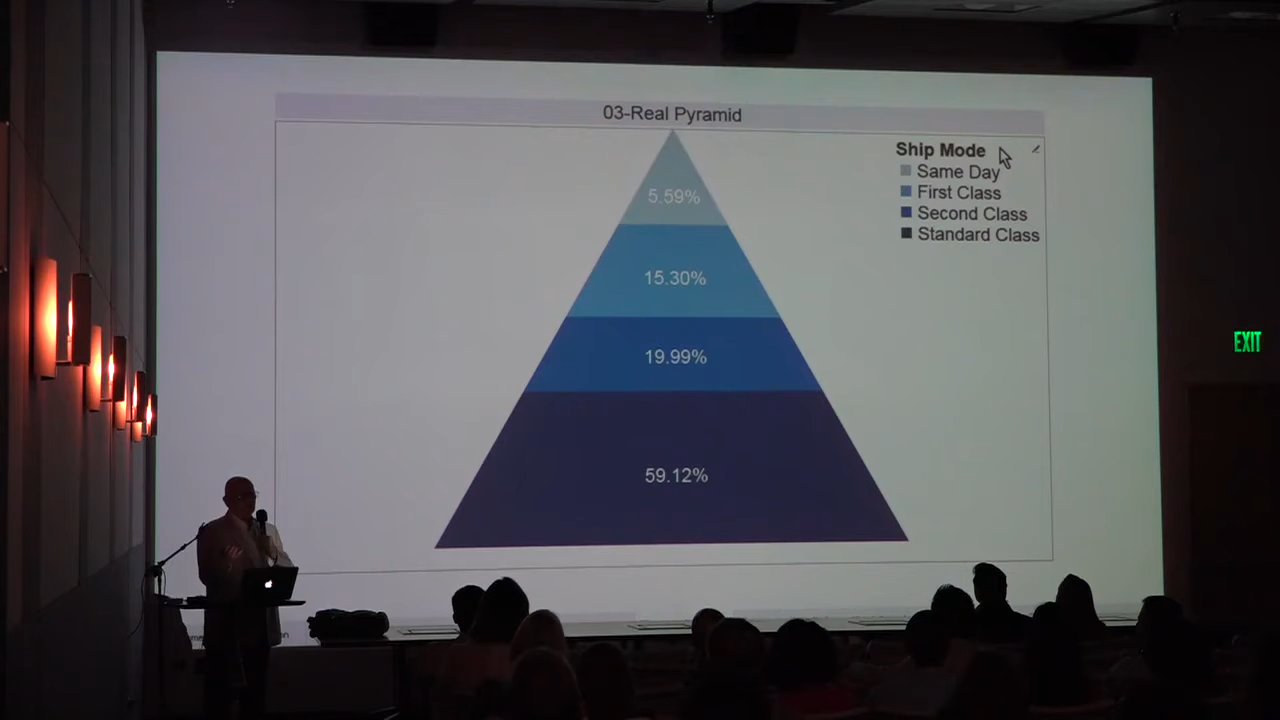 03-Real Pyramid
Ship Mode
Same Day
First Class
Second Class
Standard Class
5.59%
15.30%
19.99%
59.12%
EXIT